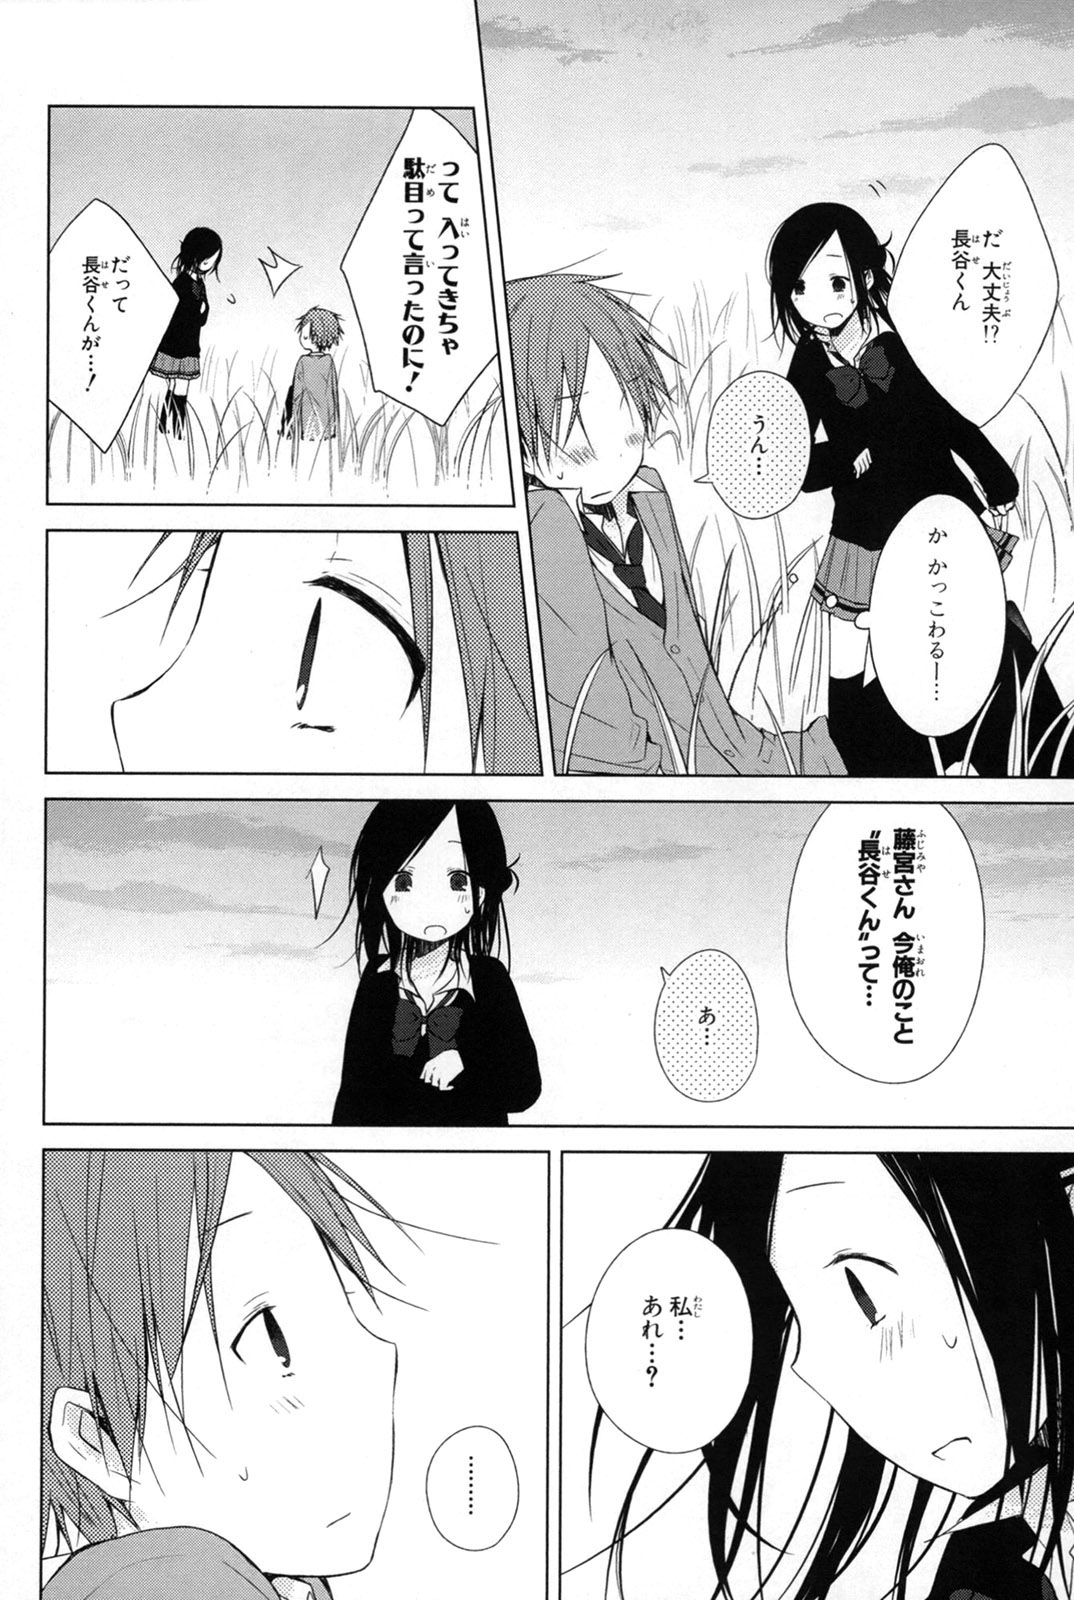 だ 大丈夫!?
長谷くん
うん…
か かっこわるー…
って 入ってきちゃ
駄目って言ったのに!
だって
長谷くんが…!
藤宮さん 今俺のこと
〝長谷くん〟って…
あ…
私…
あれ…?
………